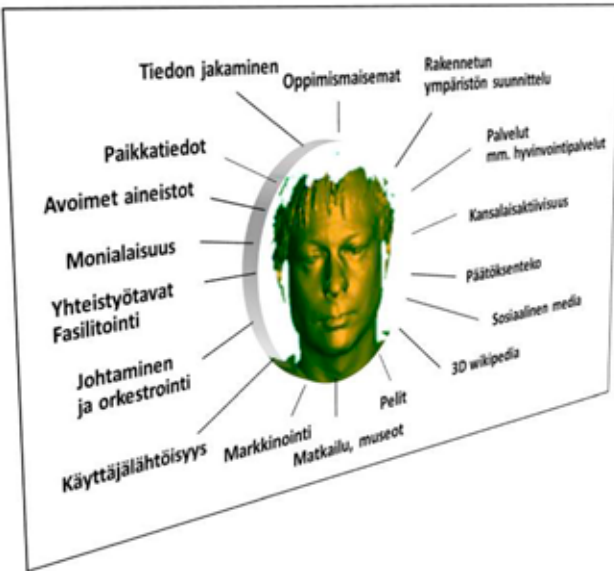 Tiedon jakaminen
Oppimismaisemat
Rakennetun
ympäristön suunnittelu
Paikkatiedot
Palvelut
mm. hyvinvointipalvelut
Avoimet aineistot
Kansalaisaktiivisuus
Monialaisuus
Päätöksenteko
Yhteistyötavat
Fasilitointi
Sosiaalinen media
Johtaminen
ja orkestrointi
3D wikipedia
Käyttäjälähtöisyys
Markkinointi
Matkailu, museot
Pelit